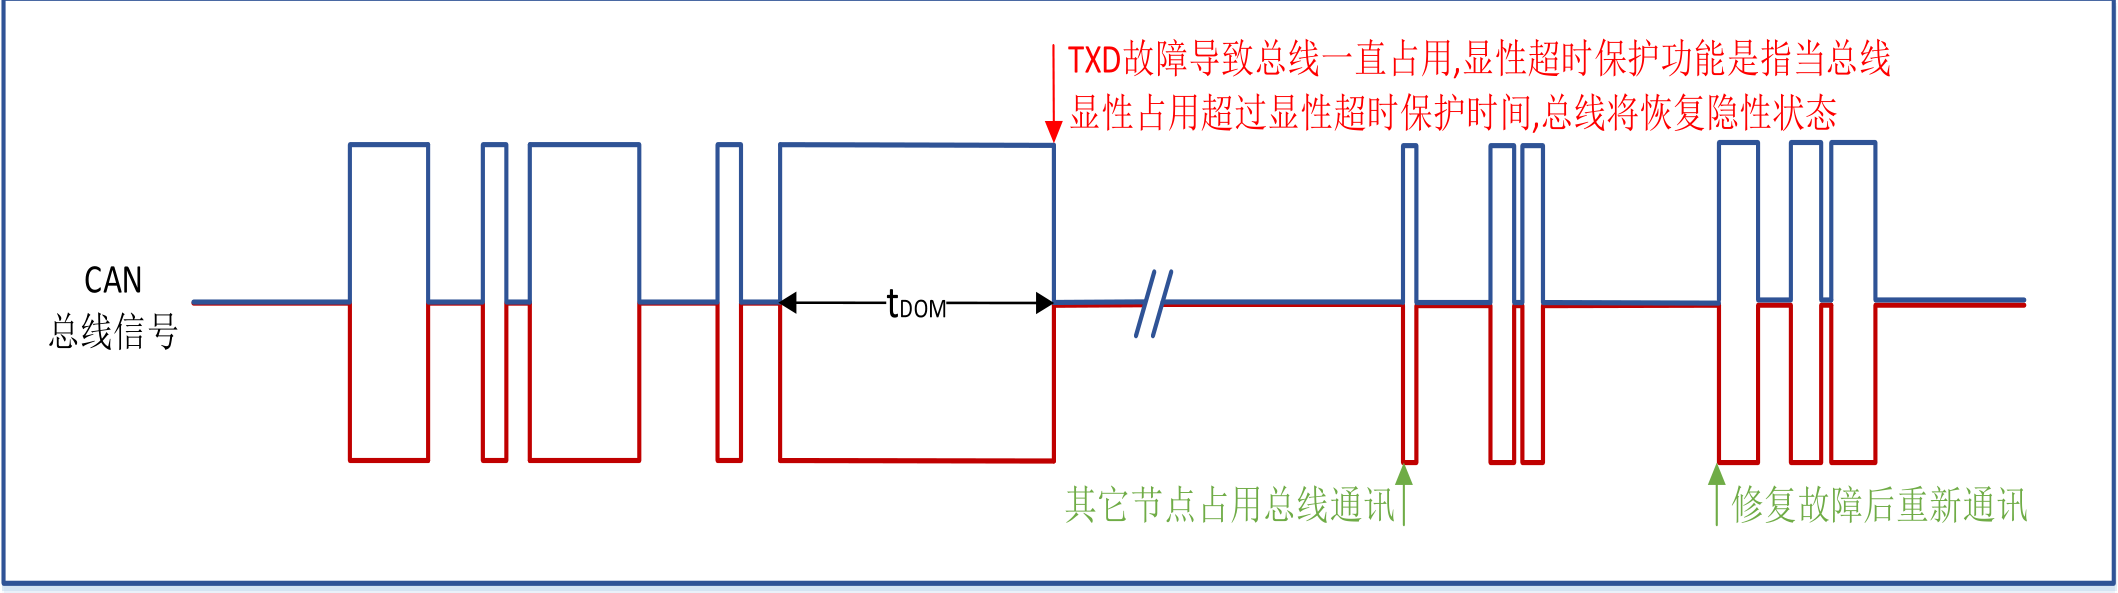 TXD故障导致总线一直占用,显性超时保护功能是指当总线
显性占用超过显性超时保护时间,总线将恢复隐性状态
CAN
总线信号
tDOM
其它节点占用总线通讯
修复故障后重新通讯